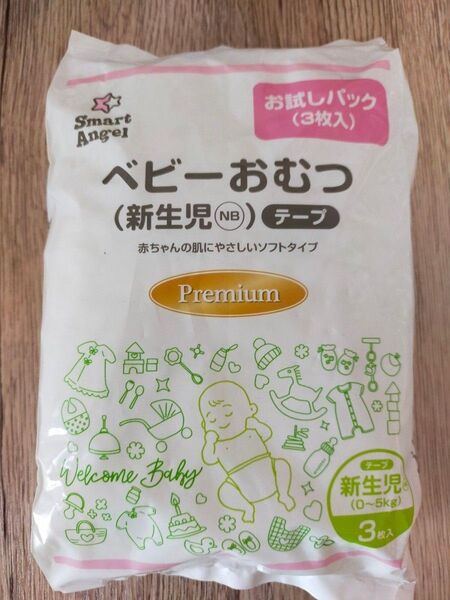 Smart
Angel
お試しパック
(3枚入)
ベビーおむつ
(新生児NB) テープ
赤ちゃんの肌にやさしいソフトタイプ
Premium
Welcome Baby
テープ
新生児
(0~5kg)
3枚入